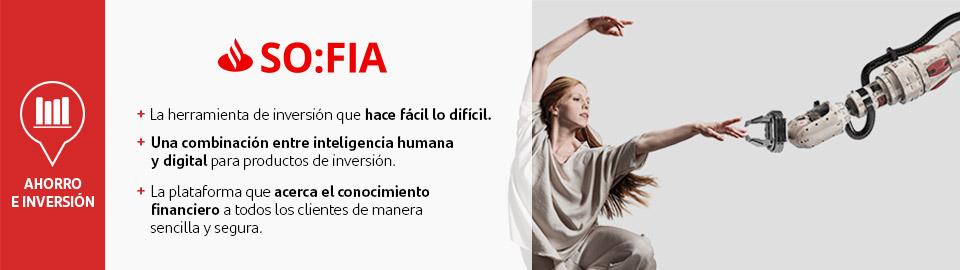 AHORRO
E INVERSIÓN
SO:FIA
+ La herramienta de inversión que hace fácil lo difícil.
+ Una combinación entre inteligencia humana
y digital para productos de inversión.
+ La plataforma que acerca el conocimiento
financiero a todos los clientes de manera
sencilla y segura.